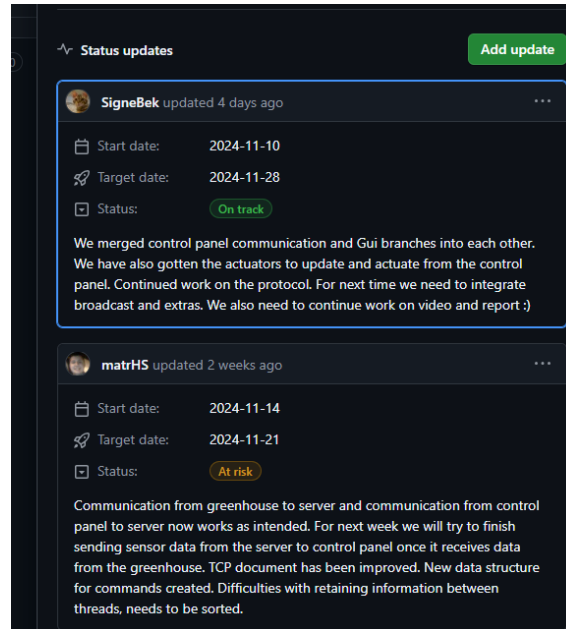 Status updates
Add update
SigneBek updated 4 days ago
Start date: 2024-11-10
Target date: 2024-11-28
Status: On track
We merged control panel communication and Gui branches into each other.
We have also gotten the actuators to update and actuate from the control
panel. Continued work on the protocol. For next time we need to integrate
broadcast and extras. We also need to continue work on video and report :)
matrHS updated 2 weeks ago
Start date: 2024-11-14
Target date: 2024-11-21
Status: At risk
Communication from greenhouse to server and communication from control
panel to server now works as intended. For next week we will try to finish
sending sensor data from the server to control panel once it receives data
from the greenhouse. TCP document has been improved. New data structure
for commands created. Difficulties with retaining information between
threads, needs to be sorted.